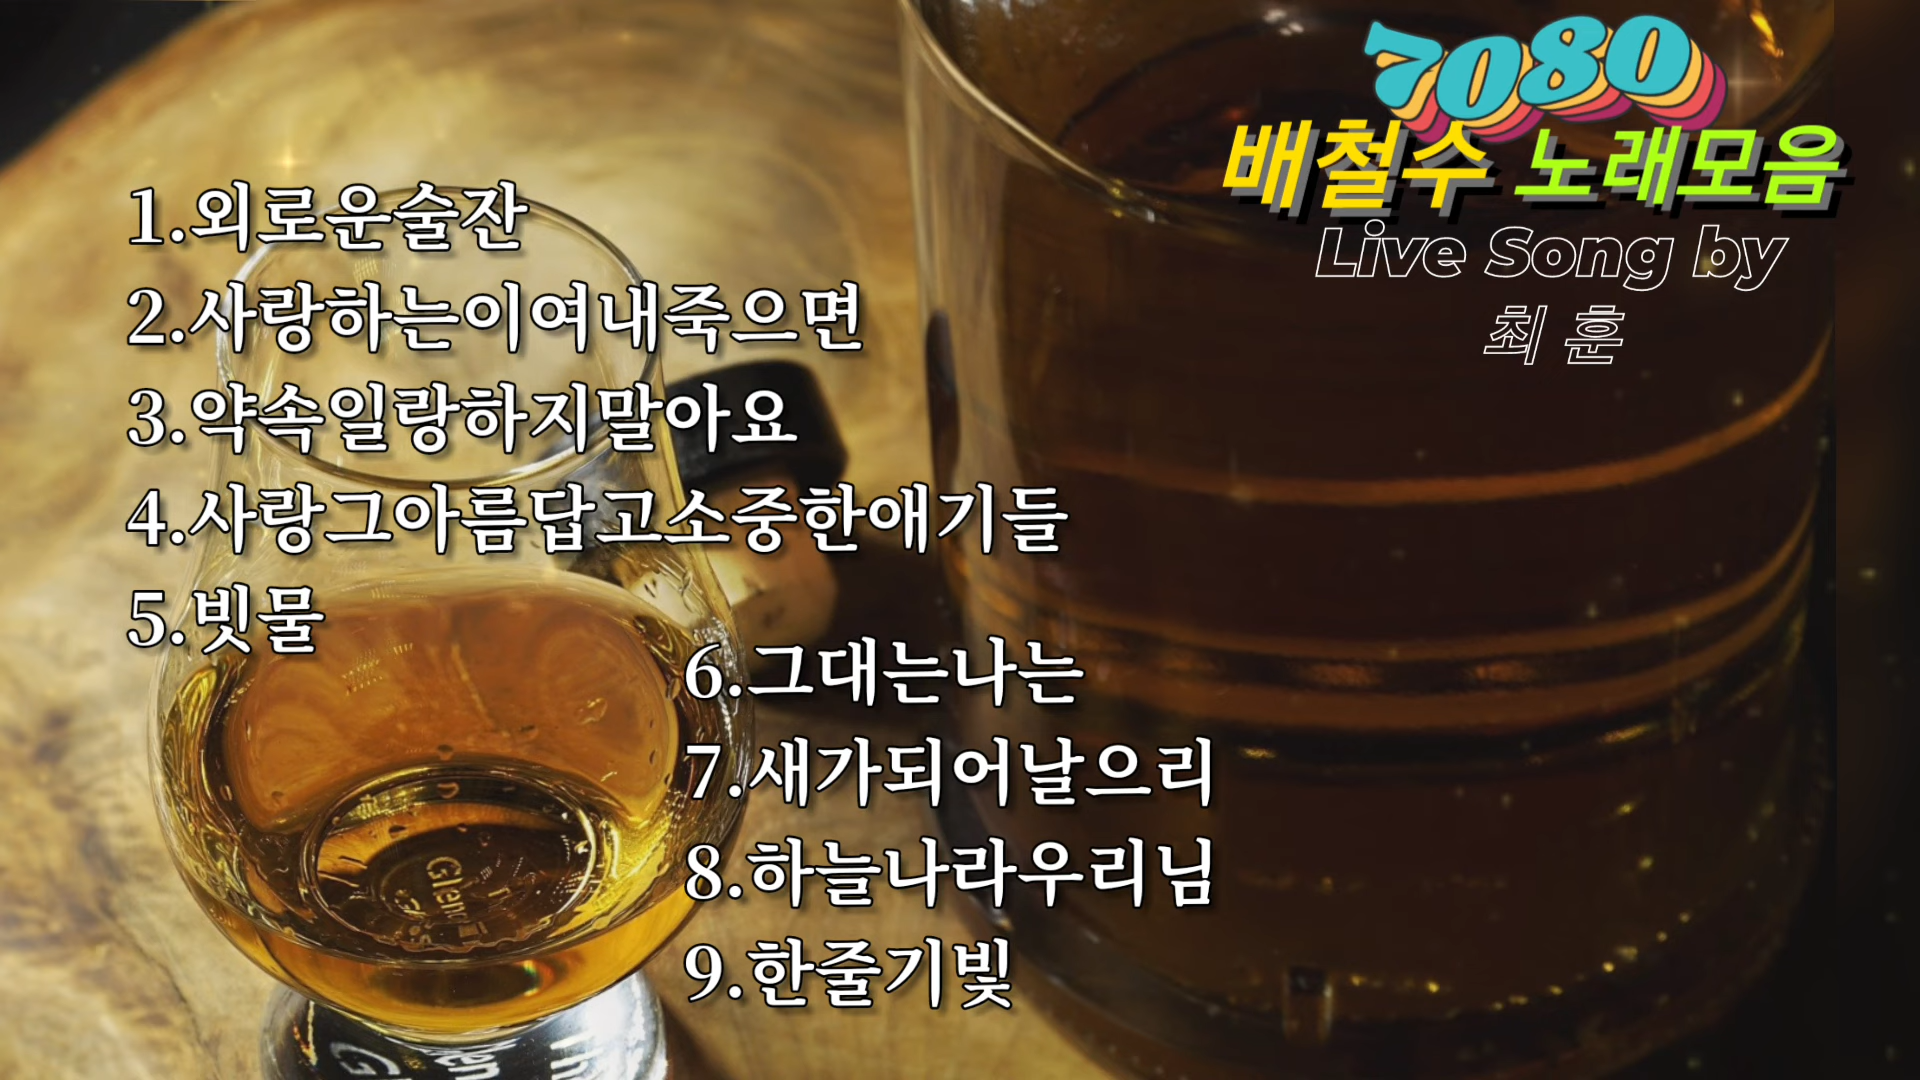 7080
배철수 노래모음
Live Song by
최 훈
1.외로운술잔
2.사랑하는이여내죽으면
3.약속일랑하지말아요
4.사랑그아름답고소중한얘기들
5.빗물
6.그대는나는
7.새가되어날으리
8.하늘나라우리님
9.한줄기빛